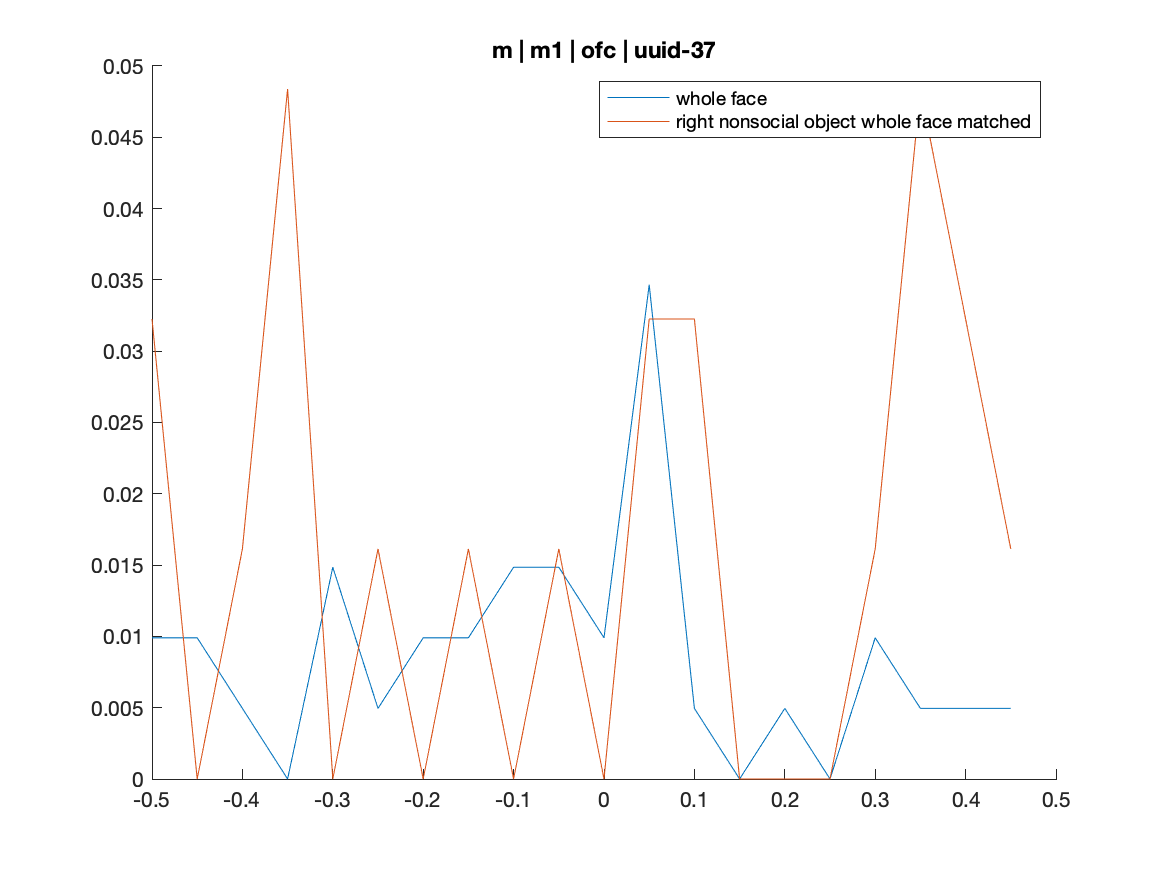 m | m1 | ofc | uuid-37
0.05
whole face
right nonsocial object whole face matched
0.045
0.04
0.035
0.03
0.025
0.02
0.015
0.01
0.005
0
-0.5 -0.4 -0.3 -0.2 -0.1 0 0.1 0.2 0.3 0.4 0.5